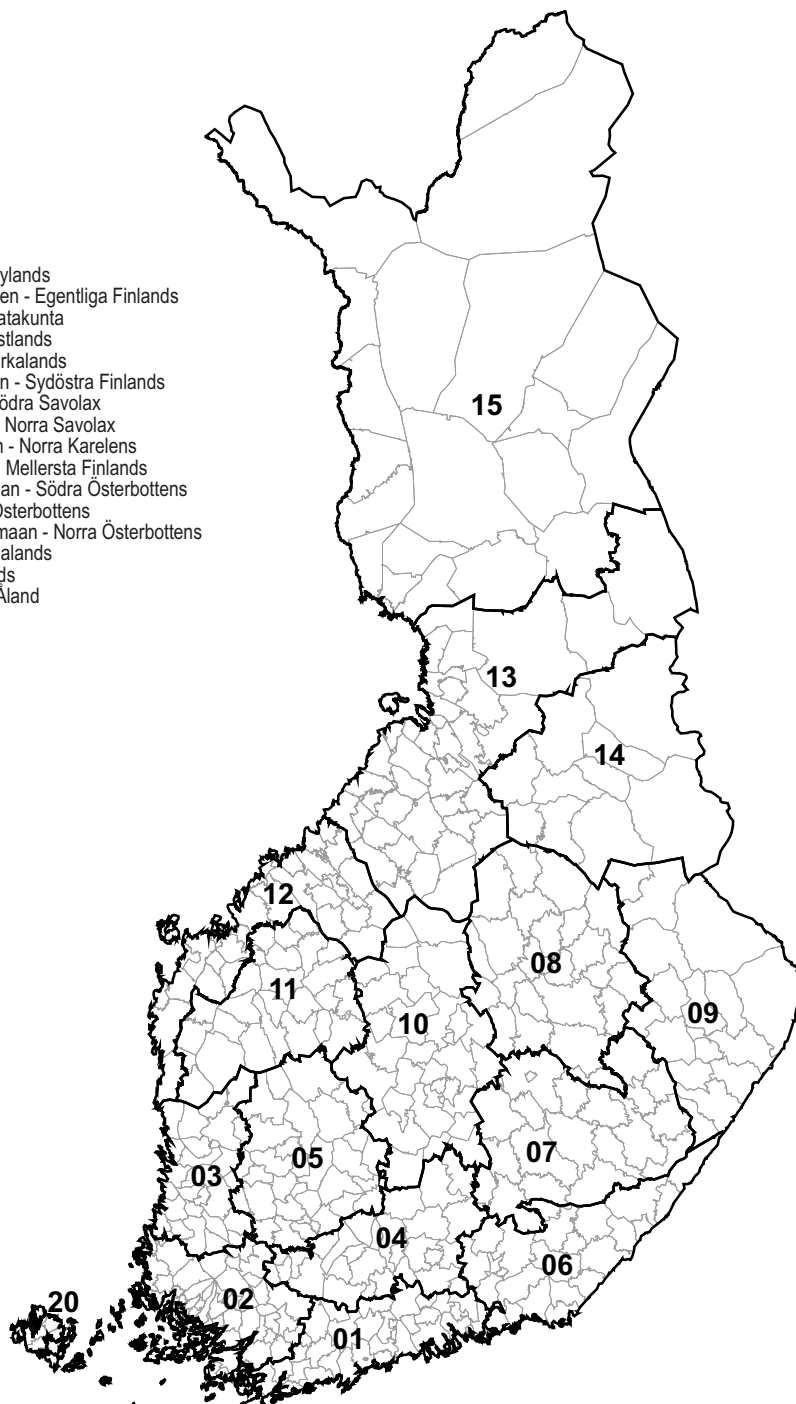 ylands
en - Egentliga Finlands
atakunta
stlands
rkalands
n - Sydöstra Finlands
ödra Savolax
Norra Savolax
n - Norra Karelens
Mellersta Finlands
an - Södra Österbottens
Österbottens
maan - Norra Österbottens
alands
ds
Åland
15
13
14
12
08
11
09
10
07
05
03
04
06
20
02
01